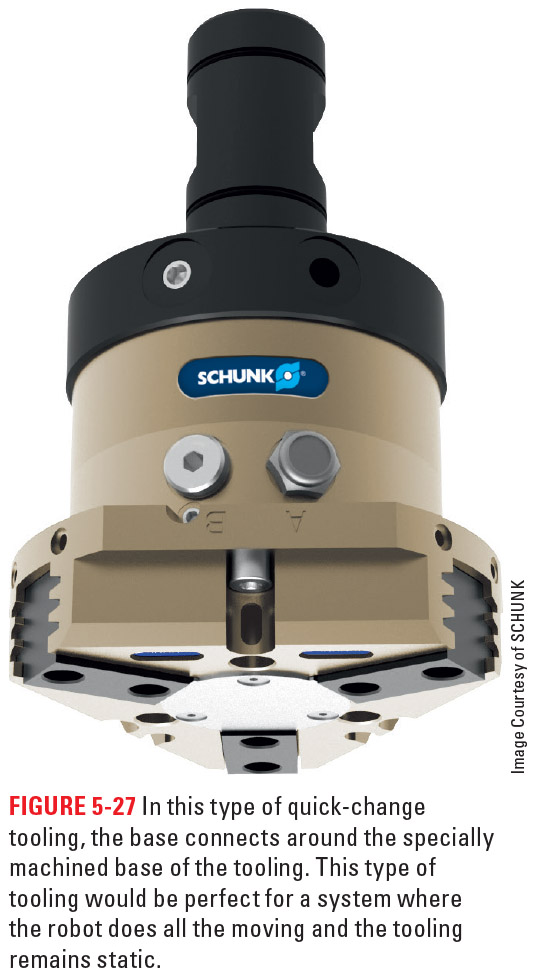 SCHUNK
B A
Image Courtesy of SCHUNK
FIGURE 5-27 In this type of quick-change
tooling, the base connects around the specially
machined base of the tooling. This type of
tooling would be perfect for a system where
the robot does all the moving and the tooling
remains static.